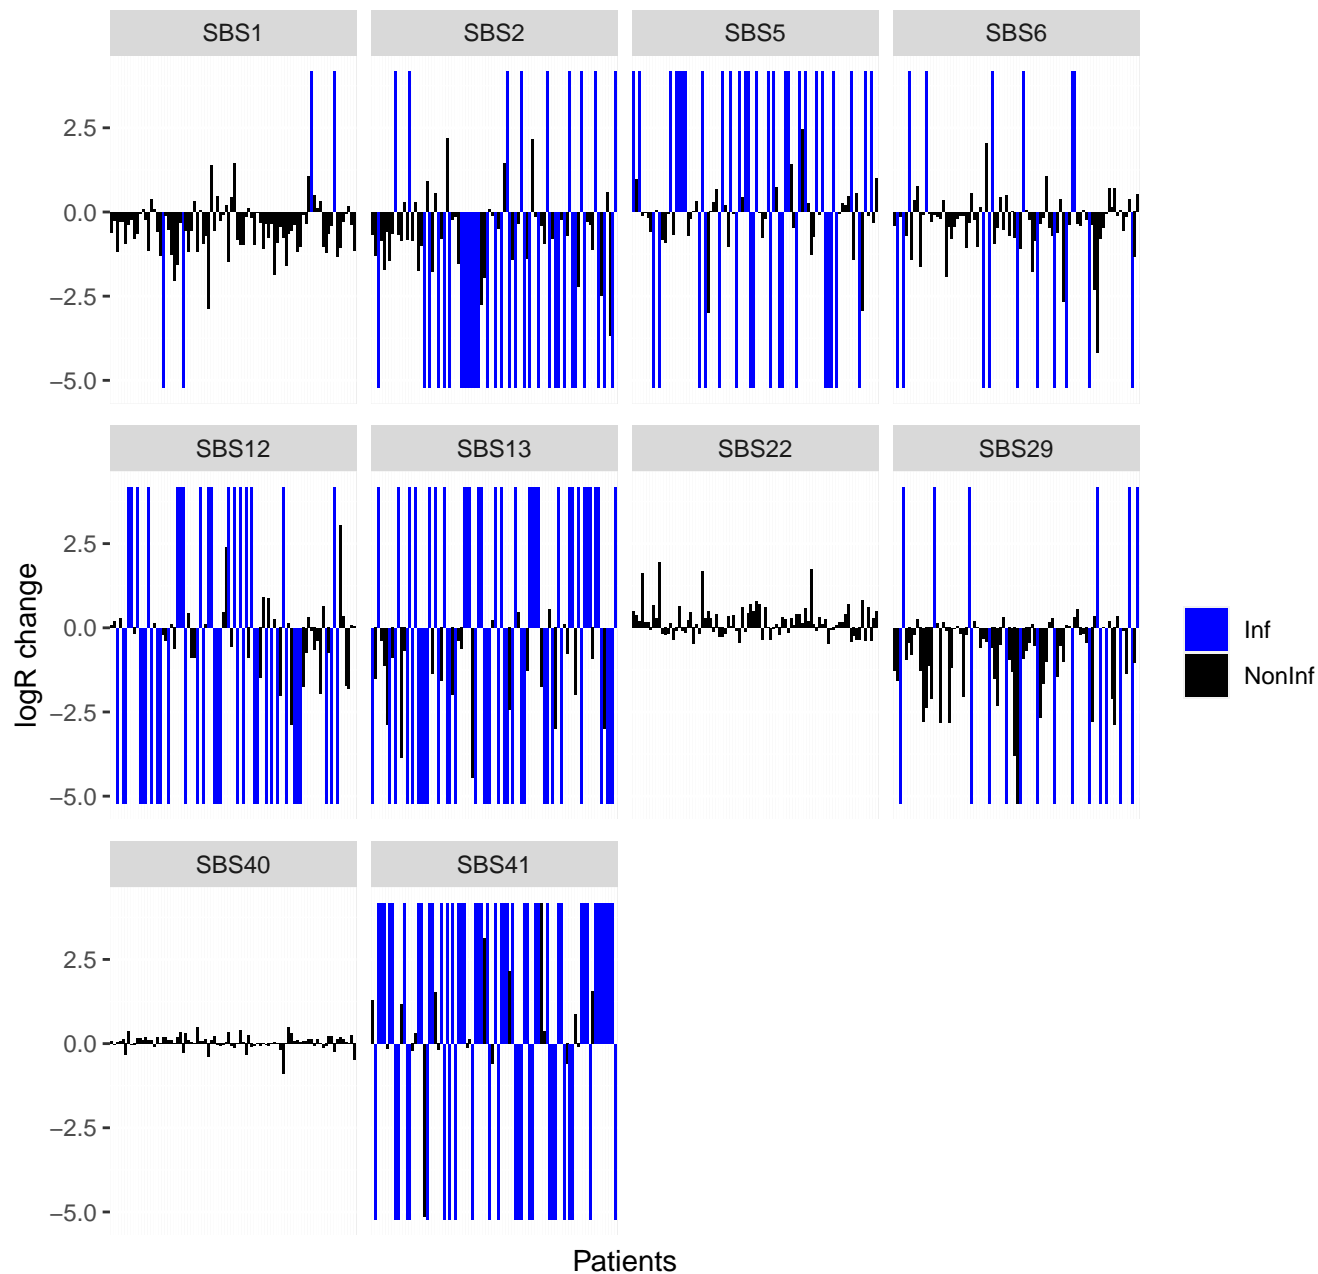 SBS1 SBS2 SBS5 SBS6
2.5
0.0
−2.5
−5.0
SBS12 SBS13 SBS22 SBS29
2.5
0.0
−2.5
−5.0
logR change
Inf
NonInf
SBS40 SBS41
2.5
0.0
−2.5
−5.0
Patients